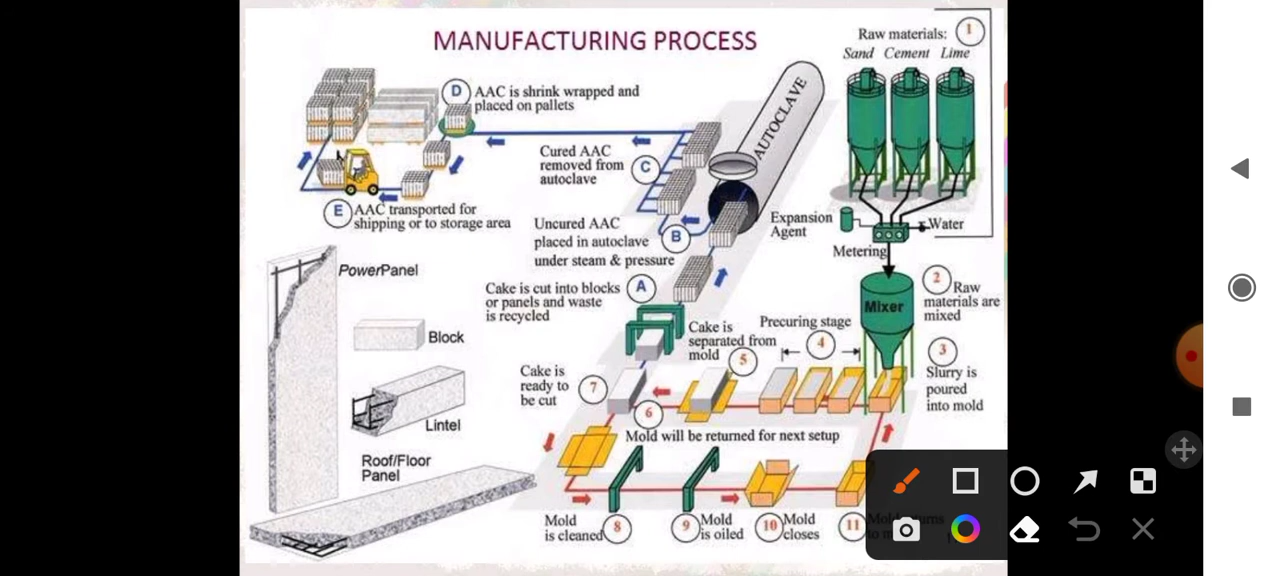 MANUFACTURING PROCESS
1
Raw materials:
Sand Cement Lime
D
AAC is shrink wrapped and
placed on pallets
AUTOCLAVE
Cured AAC
removed from
autoclave
C
E
AAC transported for
shipping or to storage area
Uncured AAC
placed in autoclave
under steam & pressure
B
Expansion
Agent
Water
Metering
PowerPanel
Cake is cut into blocks
or panels and waste
is recycled
A
Mixer
2
Raw
materials are
mixed
Block
Cake is
separated from
mold
5
Precuring stage
4
3
Slurry is
poured
into mold
Cake is
ready to
be cut
7
6
Lintel
Mold will be returned for next setup
Roof/Floor
Panel
Mold
is cleaned
8
9
Mold
is oiled
10
Mold
closes
11